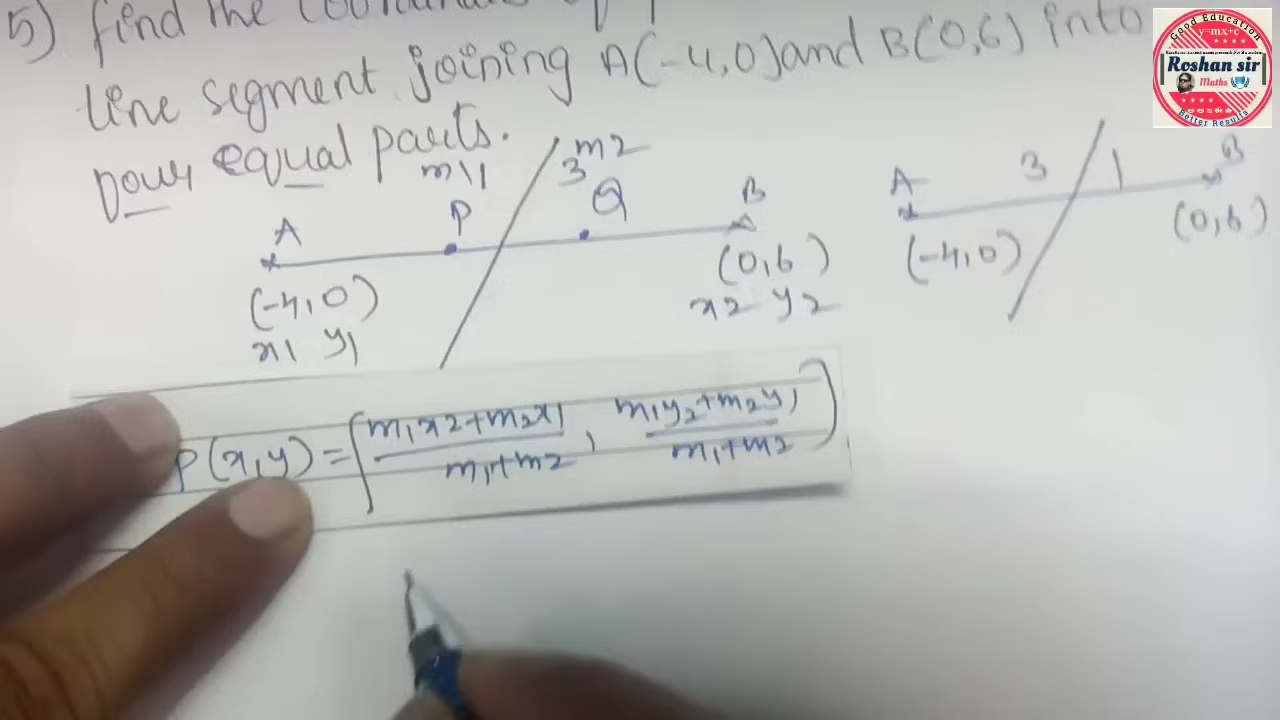 5) find the
line segment joining A(-4,0) and B(0,6) into
four equal parts.
m1 1
3 m2
A P Q B
(-4,0) (0,6)
x1 y1 x2 y2
A 3 1 B
(-4,0) (0,6)
P(x,y) = [m1x2+m2x1 / m1+m2, m1y2+m2y1 / m1+m2)
Good Education
y=mx+c
Roshan sir
Maths
Better Results